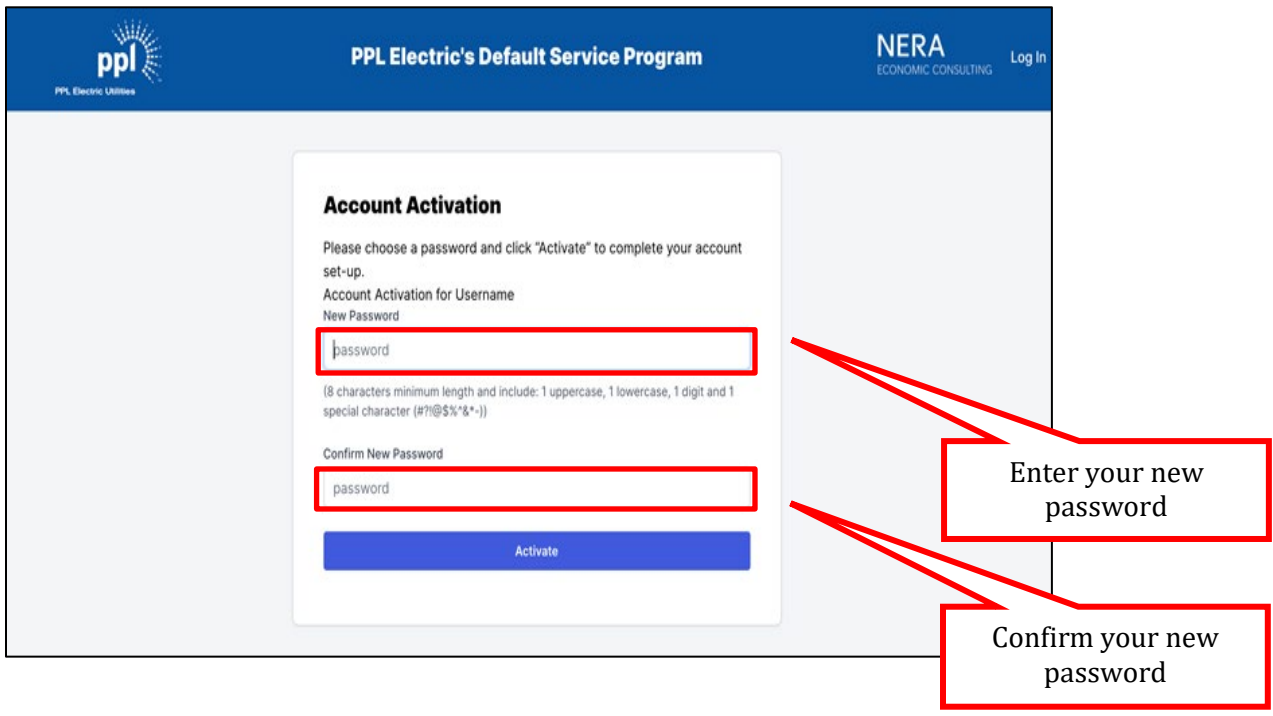 ppl
PPL Electric Utilities
PPL Electric's Default Service Program
NERA
ECONOMIC CONSULTING
Log In
Account Activation
Please choose a password and click "Activate" to complete your account
set-up.
Account Activation for Username
New Password
password
(8 characters minimum length and include: 1 uppercase, 1 lowercase, 1 digit and 1
special character (#?!@$%^&*-))
Confirm New Password
password
Activate
Enter your new
password
Confirm your new
password